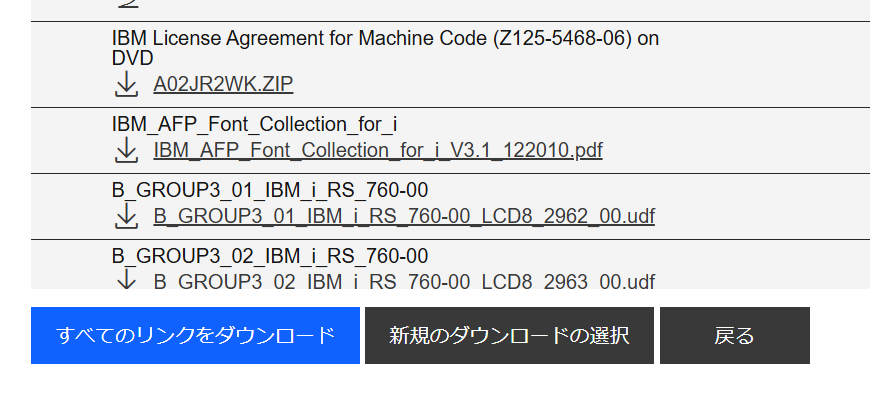 IBM License Agreement for Machine Code (Z125-5468-06) on
DVD
A02JR2WK.ZIP
IBM_AFP_Font_Collection_for_i
IBM_AFP_Font_Collection_for_i_V3.1_122010.pdf
B_GROUP3_01_IBM_i_RS_760-00
B_GROUP3_01_IBM_i_RS_760-00_LCD8_2962_00.udf
B_GROUP3_02_IBM_i_RS_760-00
B_GROUP3_02_IBM_i_RS_760-00_LCD8_2963_00.udf
すべてのリンクをダウンロード 新規のダウンロードの選択 戻る